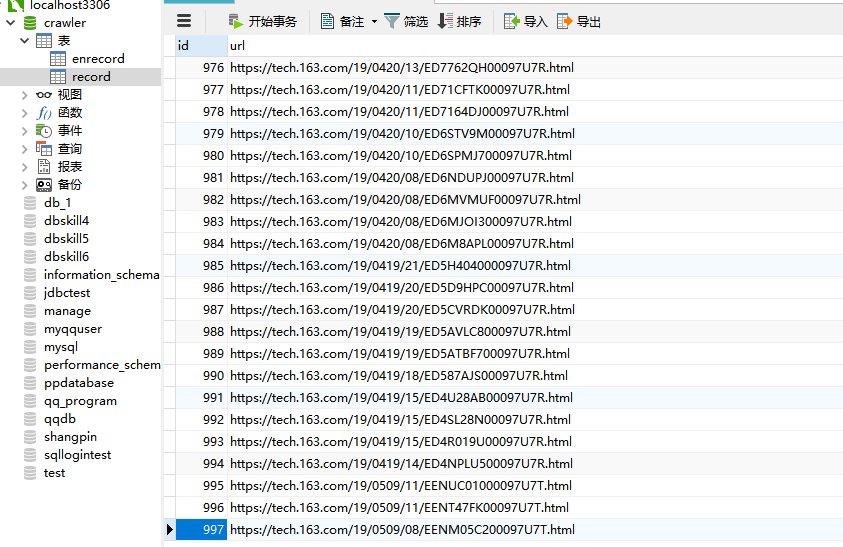 localhost3306
crawler
表
enrecord
record
视图
函数
事件
查询
报表
备份
db_1
dbskill4
dbskill5
dbskill6
information_schema
jdbctest
manage
myqquser
mysql
performance_schem
ppdatabase
qq_program
qqdb
shangpin
sqllogintest
test
开始事务 备注 筛选 排序 导入 导出
id url
976 https://tech.163.com/19/0420/13/ED7762QH00097U7R.html
977 https://tech.163.com/19/0420/11/ED71CFTK00097U7R.html
978 https://tech.163.com/19/0420/11/ED7164DJ00097U7R.html
979 https://tech.163.com/19/0420/10/ED6STV9M00097U7R.html
980 https://tech.163.com/19/0420/10/ED6SPMJ700097U7R.html
981 https://tech.163.com/19/0420/08/ED6NDUPJ00097U7R.html
982 https://tech.163.com/19/0420/08/ED6MVMUF00097U7R.html
983 https://tech.163.com/19/0420/08/ED6MJOI300097U7R.html
984 https://tech.163.com/19/0420/08/ED6M8APL00097U7R.html
985 https://tech.163.com/19/0419/21/ED5H404000097U7R.html
986 https://tech.163.com/19/0419/20/ED5D9HPC00097U7R.html
987 https://tech.163.com/19/0419/20/ED5CVRDK00097U7R.html
988 https://tech.163.com/19/0419/19/ED5AVLC800097U7R.html
989 https://tech.163.com/19/0419/19/ED5ATBF700097U7R.html
990 https://tech.163.com/19/0419/18/ED587AJS00097U7R.html
991 https://tech.163.com/19/0419/15/ED4U28AB00097U7R.html
992 https://tech.163.com/19/0419/15/ED4SL28N00097U7R.html
993 https://tech.163.com/19/0419/15/ED4R019U00097U7R.html
994 https://tech.163.com/19/0419/14/ED4NPLU500097U7R.html
995 https://tech.163.com/19/0509/11/EENUC01000097U7T.html
996 https://tech.163.com/19/0509/11/EENT47FK00097U7T.html
997 https://tech.163.com/19/0509/08/EENM05C200097U7T.html